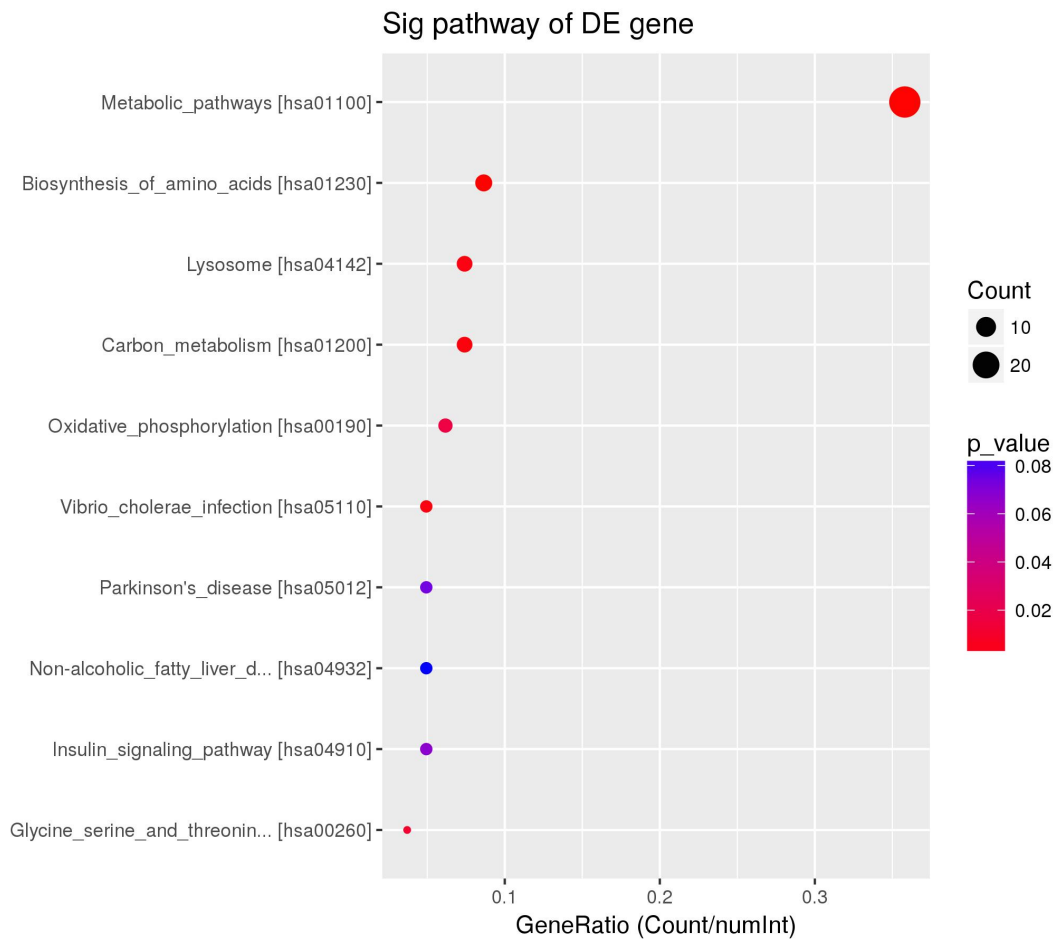 Sig pathway of DE gene
Metabolic_pathways [hsa01100]
Biosynthesis_of_amino_acids [hsa01230]
Lysosome [hsa04142]
Carbon_metabolism [hsa01200]
Oxidative_phosphorylation [hsa00190]
Vibrio_cholerae_infection [hsa05110]
Parkinson's_disease [hsa05012]
Non-alcoholic_fatty_liver_d... [hsa04932]
Insulin_signaling_pathway [hsa04910]
Glycine_serine_and_threonin... [hsa00260]
0.1 0.2 0.3
GeneRatio (Count/numInt)
Count
10
20
p_value
0.08
0.06
0.04
0.02